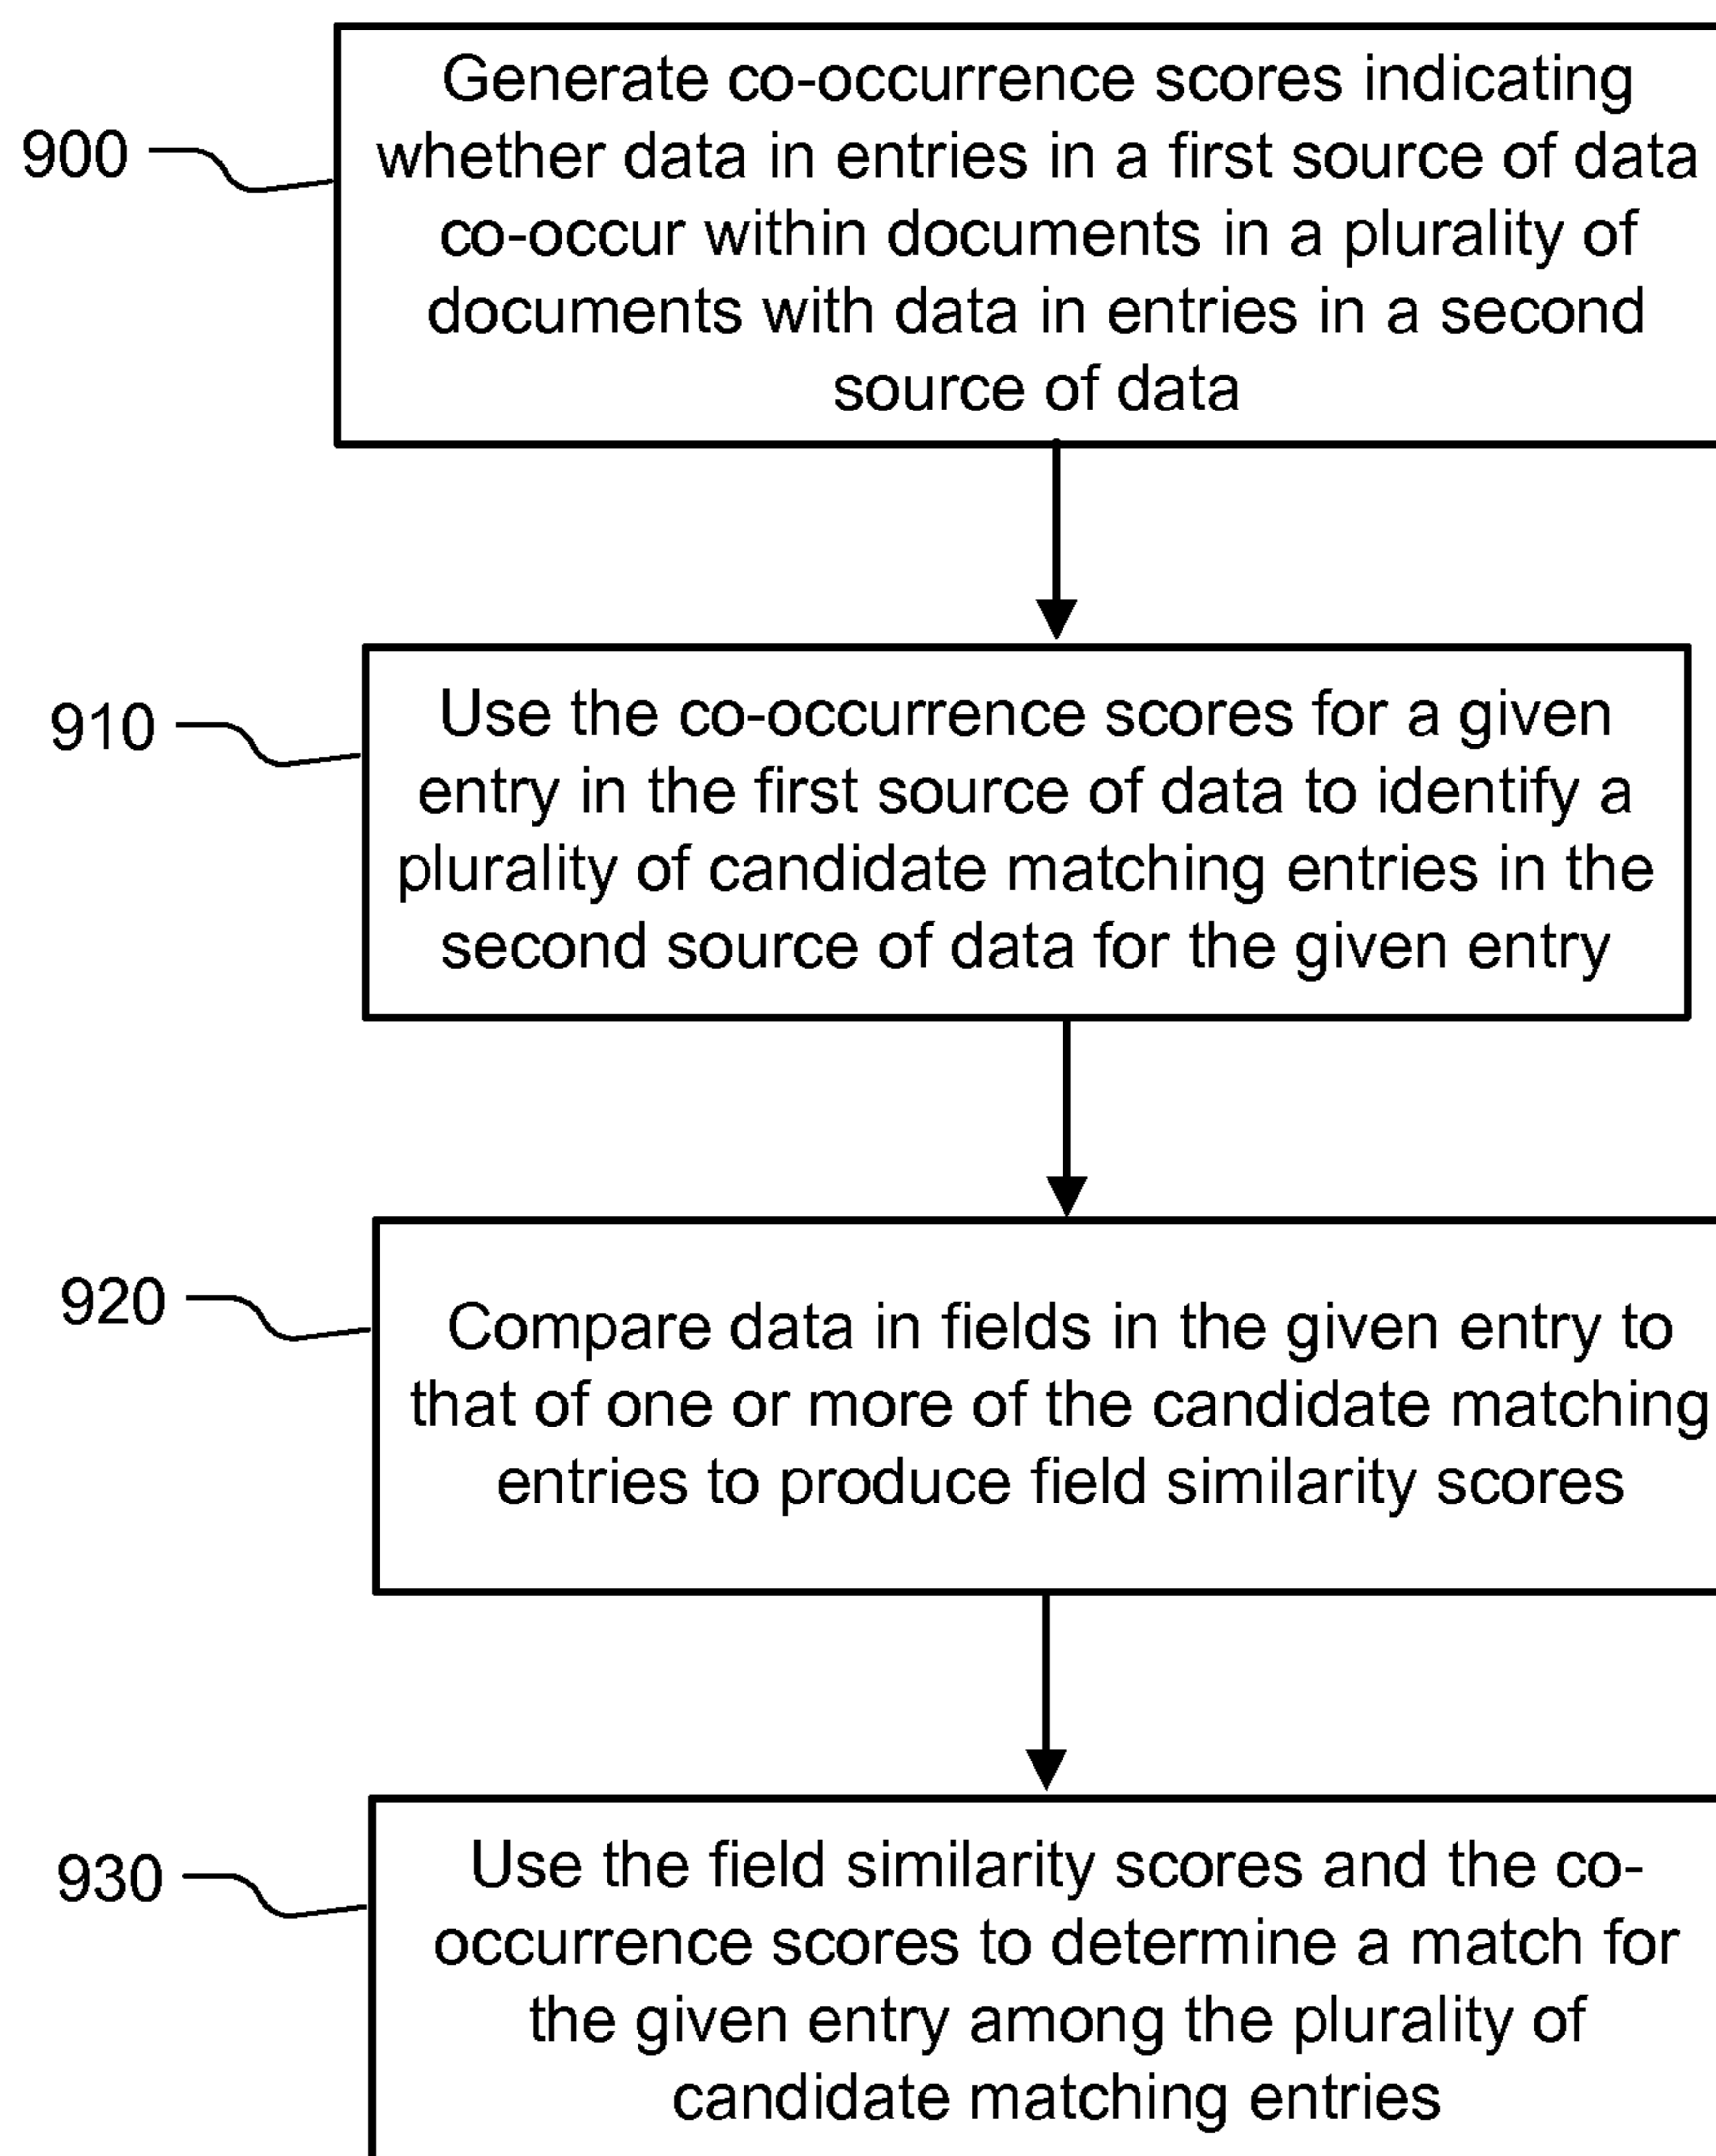 900
Generate co-occurrence scores indicating
whether data in entries in a first source of data
co-occur within documents in a plurality of
documents with data in entries in a second
source of data
910
Use the co-occurrence scores for a given
entry in the first source of data to identify a
plurality of candidate matching entries in the
second source of data for the given entry
920
Compare data in fields in the given entry to
that of one or more of the candidate matching
entries to produce field similarity scores
930
Use the field similarity scores and the co-
occurrence scores to determine a match for
the given entry among the plurality of
candidate matching entries